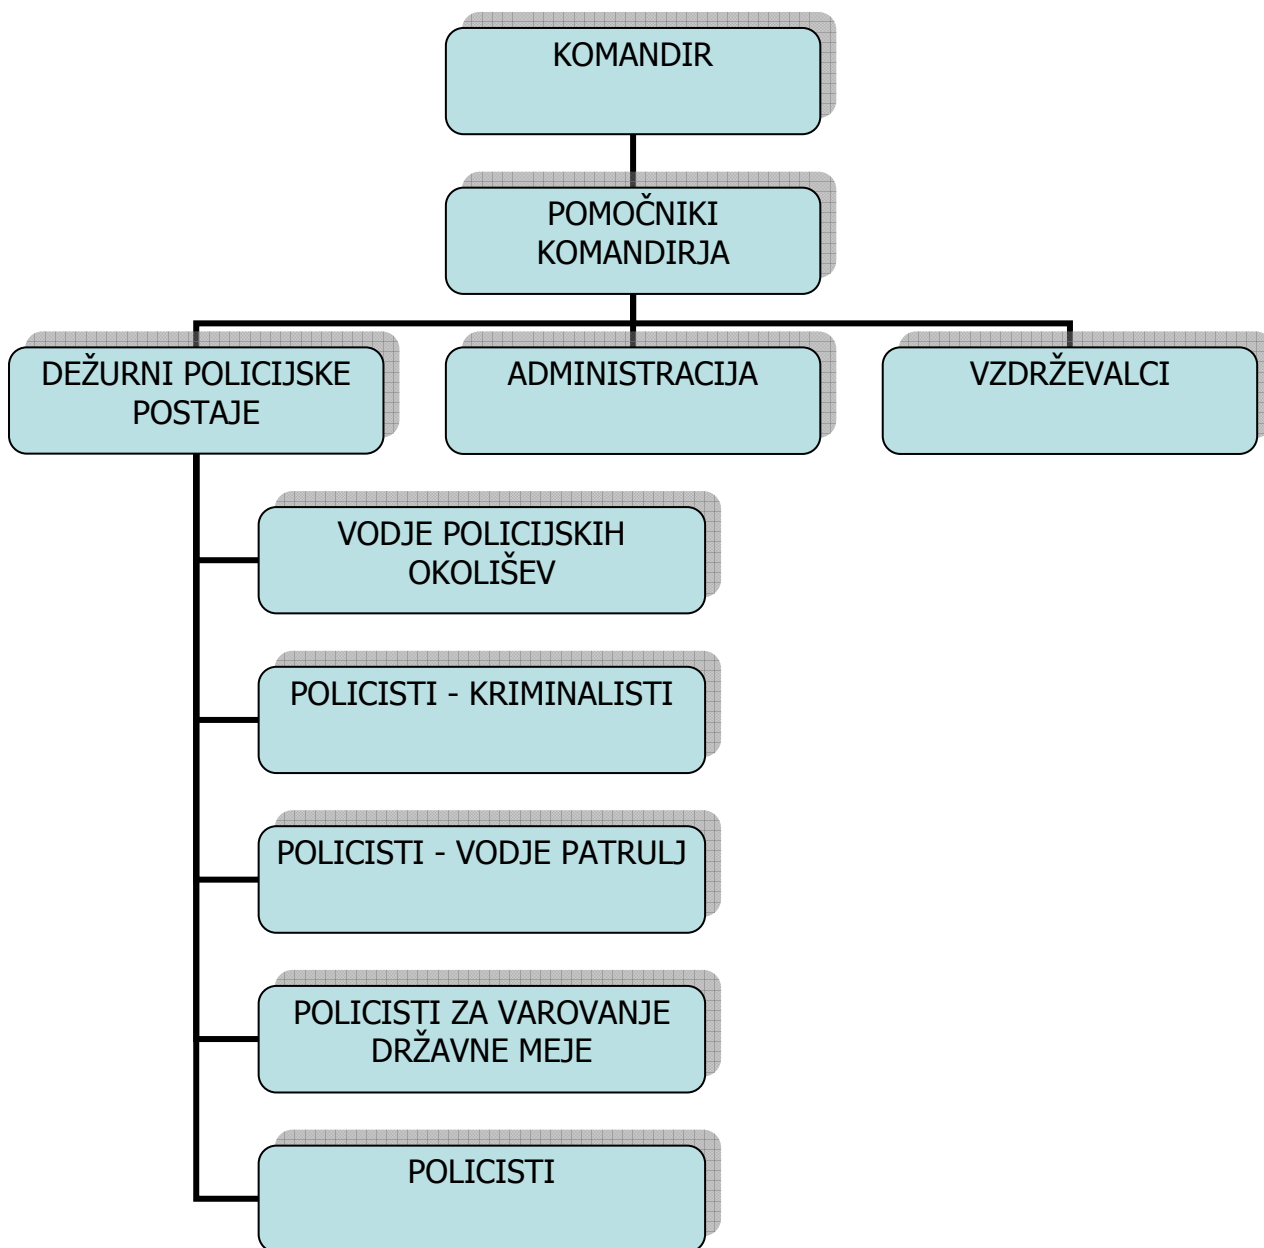 KOMANDIR
POMOČNIKI
KOMANDIRJA
DEŽURNI POLICIJSKE
POSTAJE
ADMINISTRACIJA
VZDRŽEVALCI
VODJE POLICIJSKIH
OKOLIŠEV
POLICISTI - KRIMINALISTI
POLICISTI - VODJE PATRULJ
POLICISTI ZA VAROVANJE
DRŽAVNE MEJE
POLICISTI